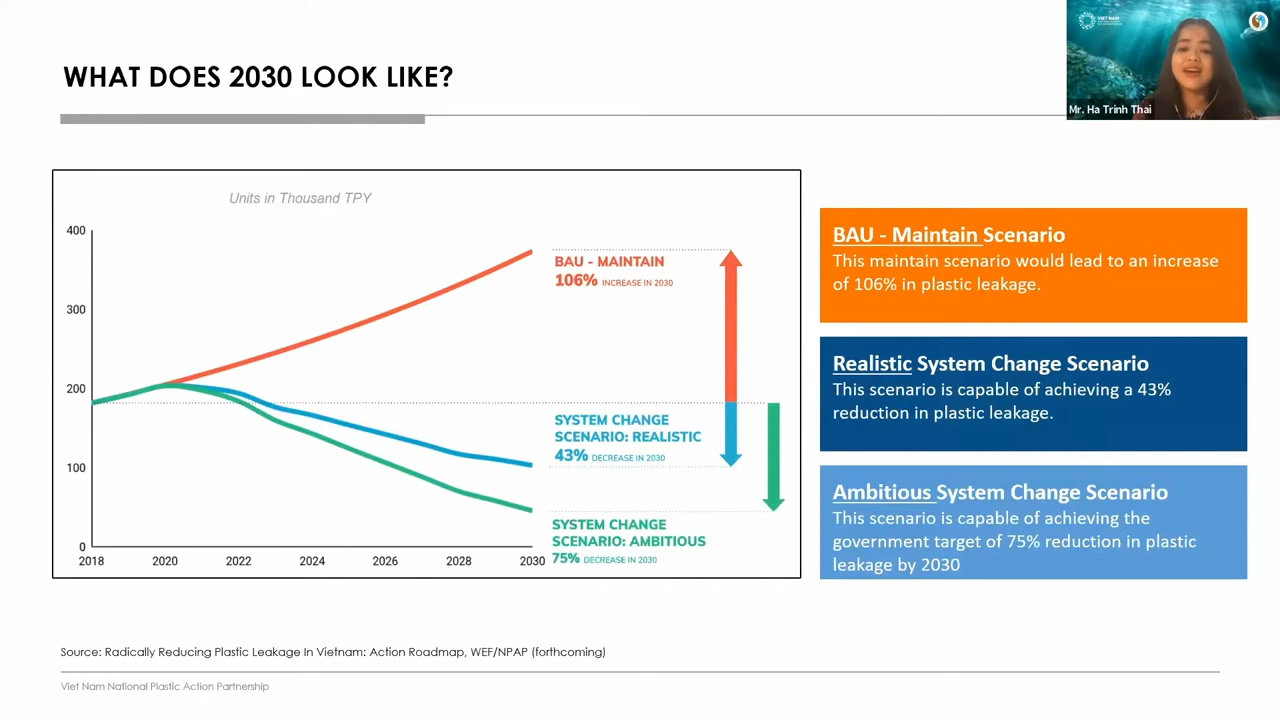 VIET NAM
WHAT DOES 2030 LOOK LIKE?
Mr. Ha Trinh Thai
Units in Thousand TPY
400
300
200
100
0
2018 2020 2022 2024 2026 2028 2030
BAU - MAINTAIN
106% INCREASE IN 2030
SYSTEM CHANGE
SCENARIO: REALISTIC
43% DECREASE IN 2030
SYSTEM CHANGE
SCENARIO: AMBITIOUS
75% DECREASE IN 2030
BAU - Maintain Scenario
This maintain scenario would lead to an increase
of 106% in plastic leakage.
Realistic System Change Scenario
This scenario is capable of achieving a 43%
reduction in plastic leakage.
Ambitious System Change Scenario
This scenario is capable of achieving the
government target of 75% reduction in plastic
leakage by 2030
Source: Radically Reducing Plastic Leakage In Vietnam: Action Roadmap, WEF/NPAP (forthcoming)
Viet Nam National Plastic Action Partnership